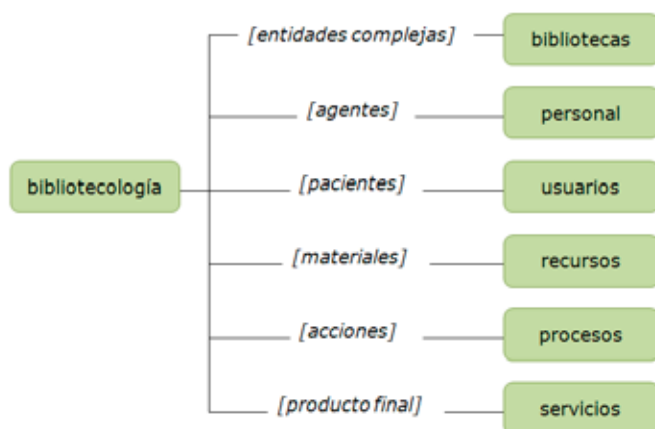 [entidades complejas]
bibliotecas
[agentes]
personal
bibliotecología
[pacientes]
usuarios
[materiales]
recursos
[acciones]
procesos
[producto final]
servicios